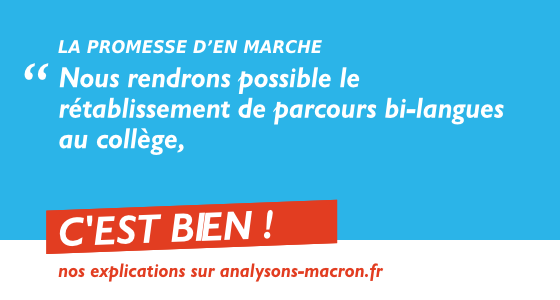 LA PROMESSE D'EN MARCHE
“ Nous rendrons possible le
rétablissement de parcours bi-langues
au collège,
C'EST BIEN !
nos explications sur analysons-macron.fr